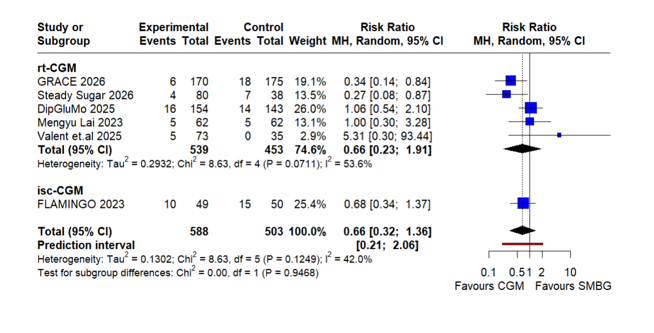 Study or Experimental Control Risk Ratio Risk Ratio
Subgroup Events Total Events Total Weight MH, Random, 95% CI MH, Random, 95% CI
rt-CGM
GRACE 2026 6 170 18 175 19.1% 0.34 [0.14; 0.84]
Steady Sugar 2026 4 80 7 38 13.5% 0.27 [0.08; 0.87]
DipGluMo 2025 16 154 14 143 26.0% 1.06 [0.54; 2.10]
Mengyu Lai 2023 5 62 5 62 11.1% 1.00 [0.30; 3.28]
Valent et.al 2025 5 73 0 35 2.9% 5.31 [0.30; 93.44]
Total (95% CI) 539 453 74.6% 0.66 [0.23; 1.91]
Heterogeneity: Tau² = 0.2932; Chi² = 8.63, df = 4 (P = 0.0711); I² = 53.6%
isc-CGM
FLAMINGO 2023 10 49 15 50 25.4% 0.68 [0.34; 1.37]
Total (95% CI) 588 503 100.0% 0.66 [0.32; 1.36]
Prediction interval [0.21; 2.06]
Heterogeneity: Tau² = 0.1302; Chi² = 8.63, df = 5 (P = 0.1249); I² = 42.0%
Test for subgroup differences: Chi² = 0.00, df = 1 (P = 0.9468)
0.1 0.5 1 2 10
Favours CGM Favours SMBG